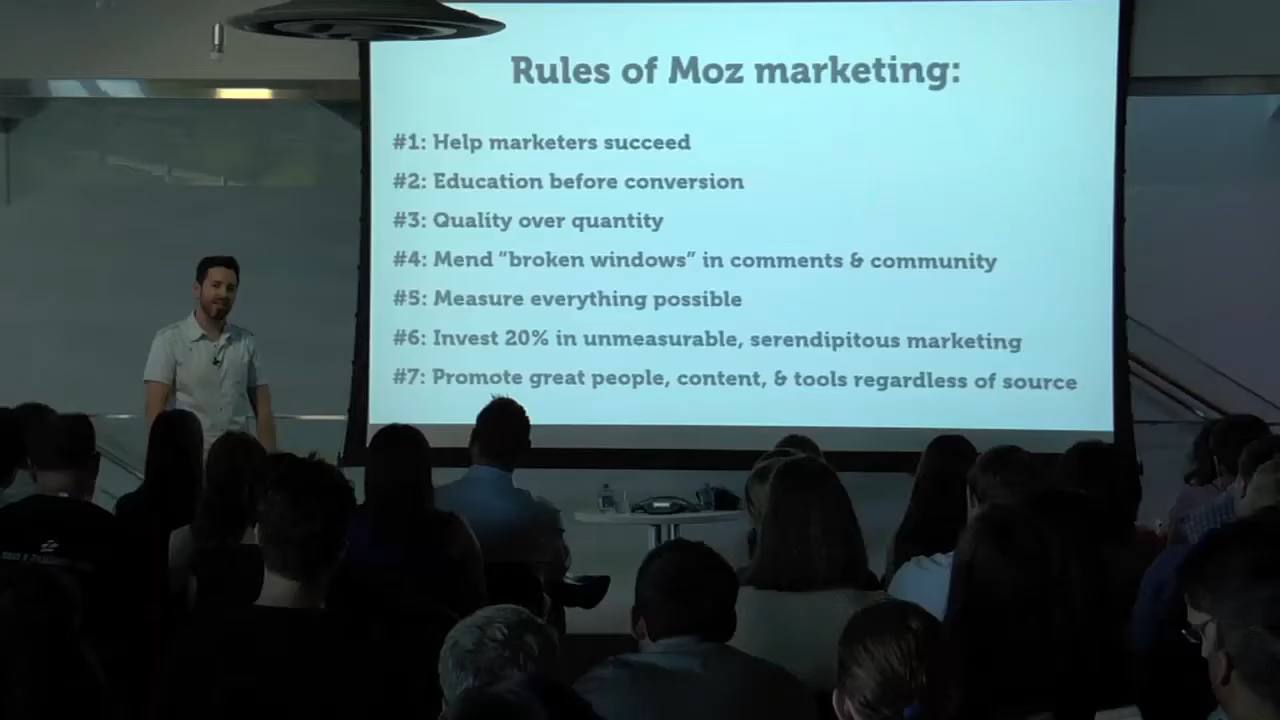 Rules of Moz marketing:
#1: Help marketers succeed
#2: Education before conversion
#3: Quality over quantity
#4: Mend “broken windows” in comments & community
#5: Measure everything possible
#6: Invest 20% in unmeasurable, serendipitous marketing
#7: Promote great people, content, & tools regardless of source